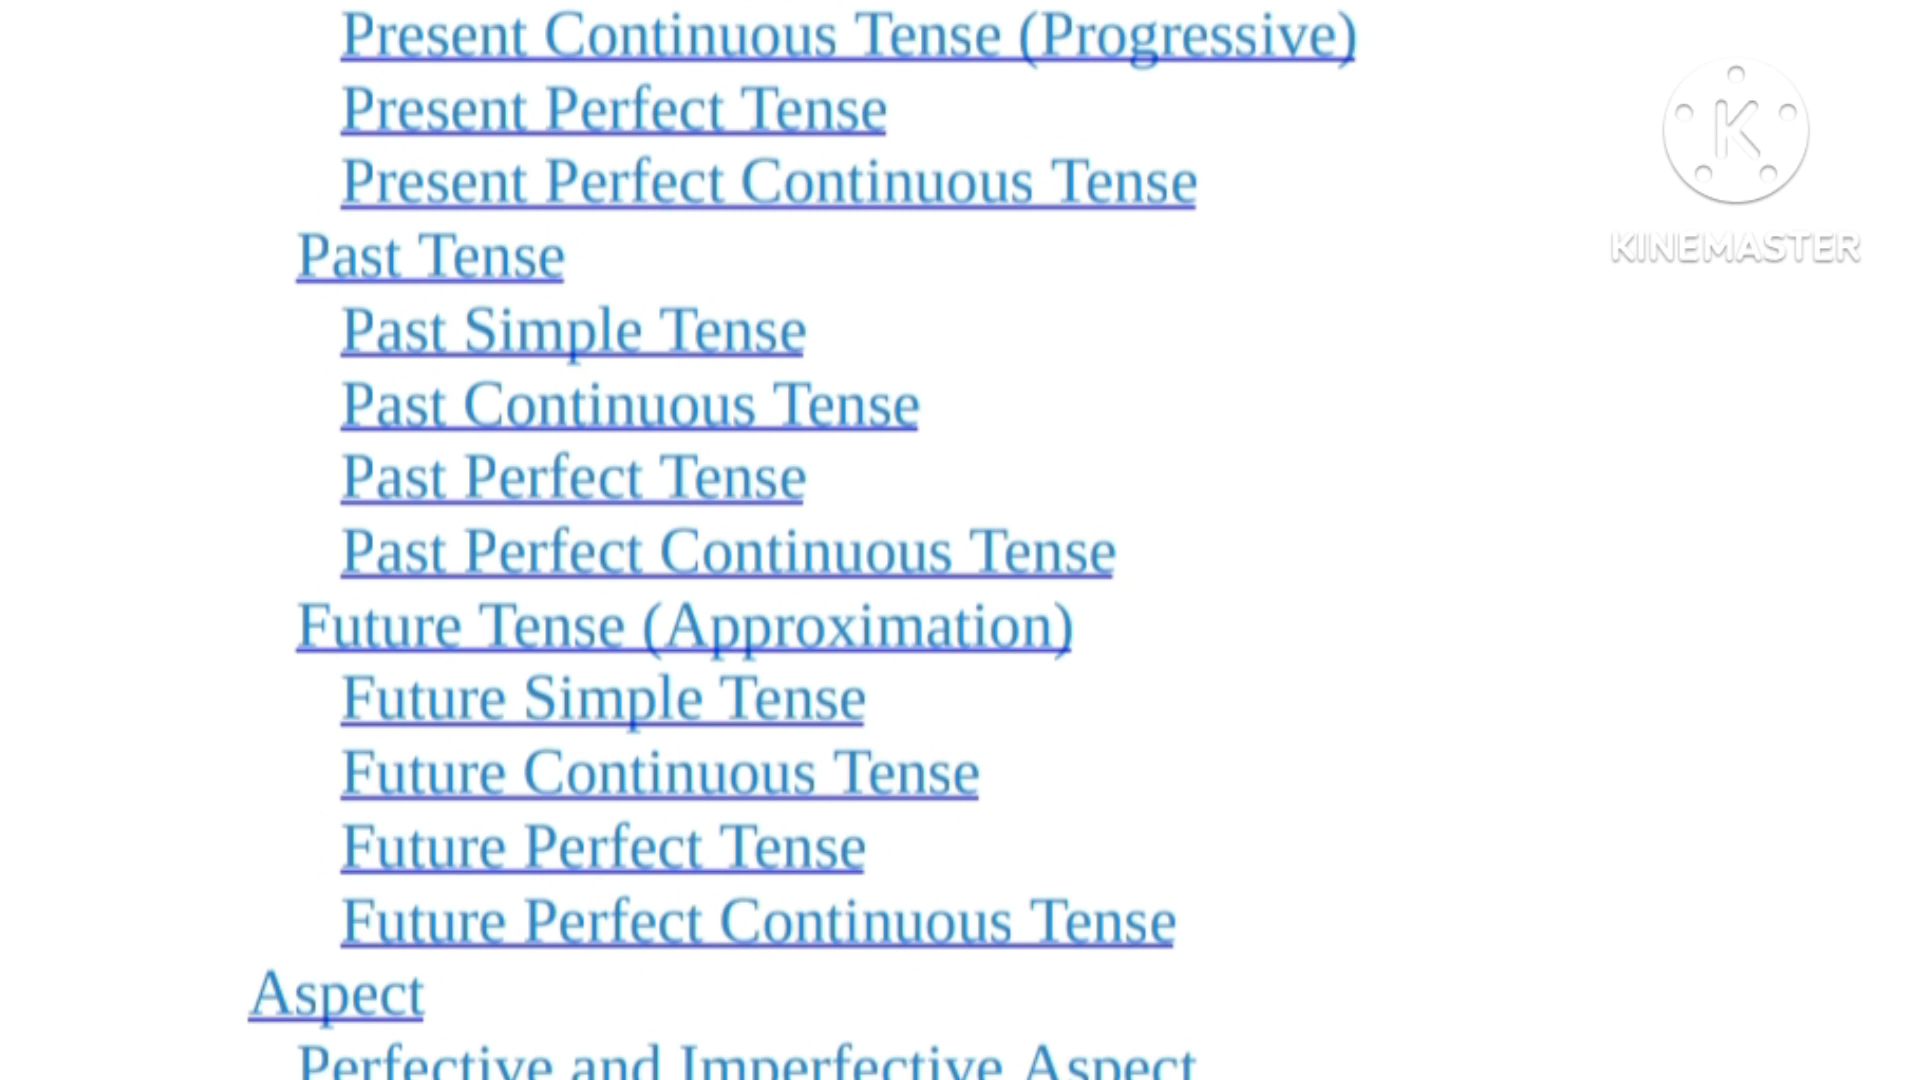 Present Continuous Tense (Progressive)
Present Perfect Tense
Present Perfect Continuous Tense
Past Tense
Past Simple Tense
Past Continuous Tense
Past Perfect Tense
Past Perfect Continuous Tense
Future Tense (Approximation)
Future Simple Tense
Future Continuous Tense
Future Perfect Tense
Future Perfect Continuous Tense
Aspect
Perfective and Imperfective Aspect
K
KINEMASTER